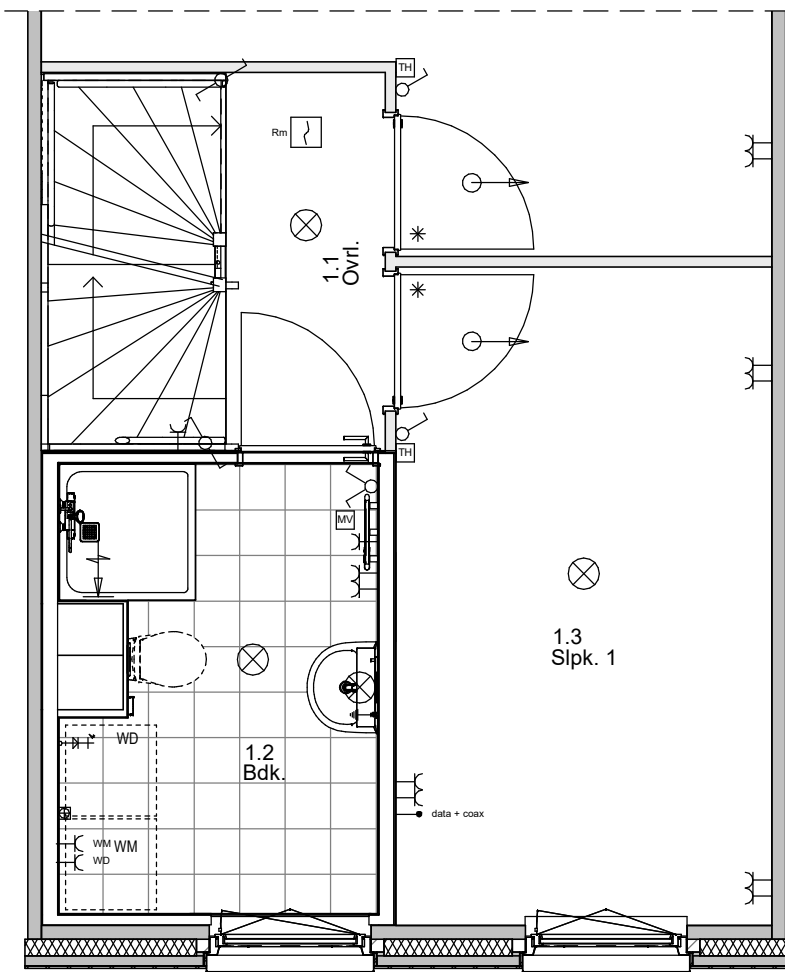 TH
Rm
1.1
Ovrl.
TH
MV
1.3
Slpk. 1
WD
1.2
Bdk.
data + coax
WM WM
WD